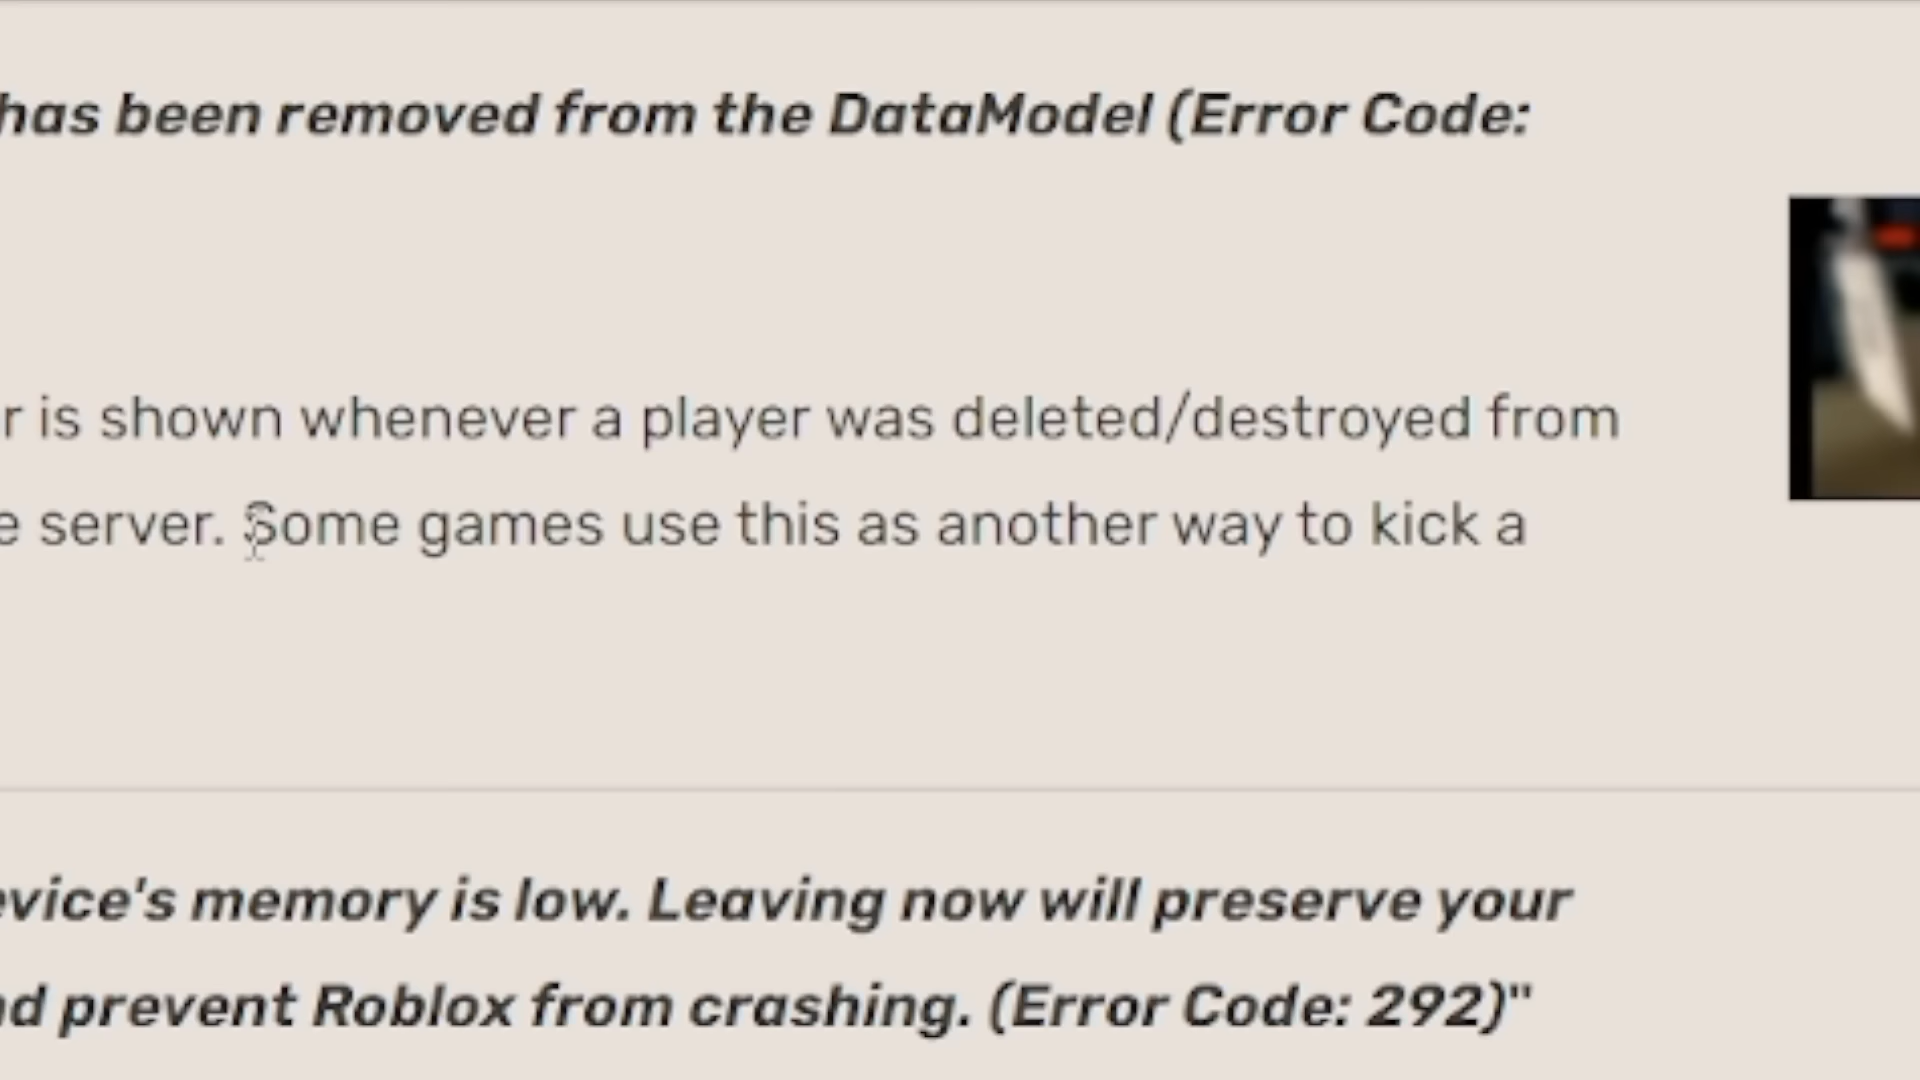 has been removed from the DataModel (Error Code:
r is shown whenever a player was deleted/destroyed from
e server. Some games use this as another way to kick a
evice's memory is low. Leaving now will preserve your
nd prevent Roblox from crashing. (Error Code: 292)"